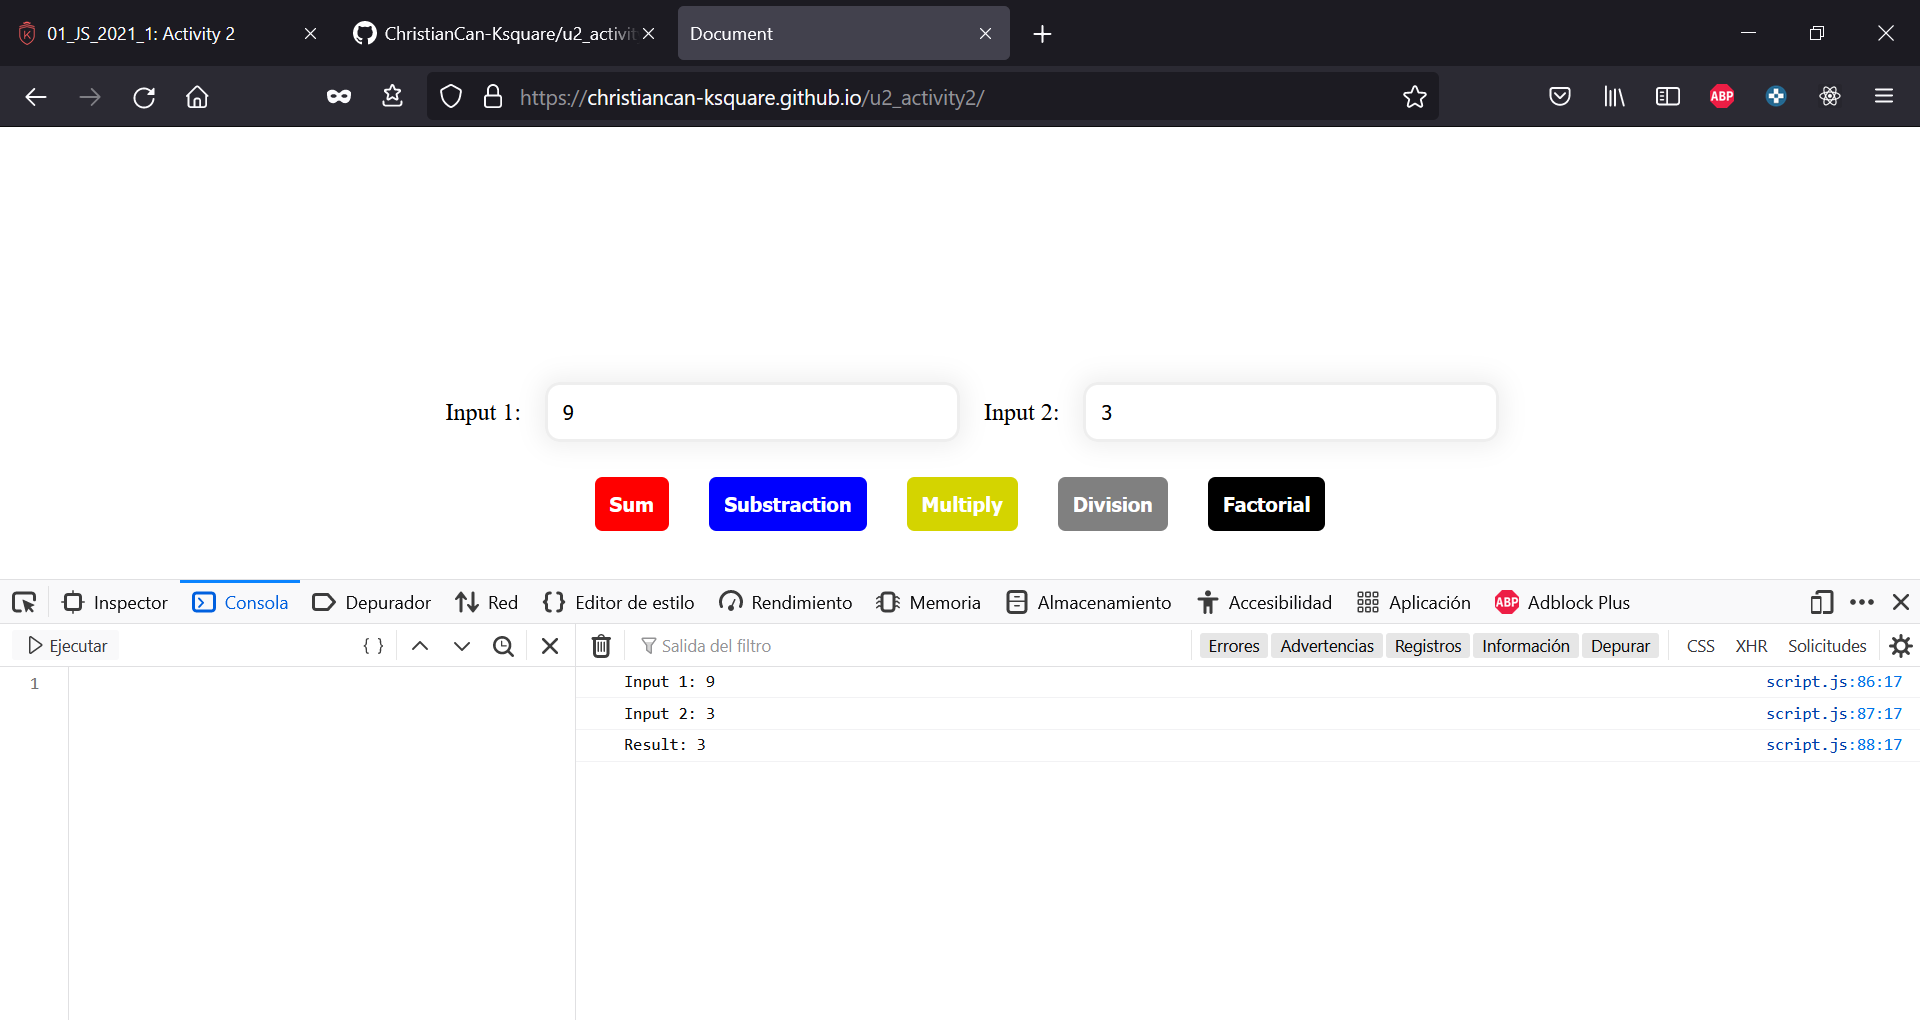 01_JS_2021_1: Activity 2
ChristianCan-Ksquare/u2_activit
Document
https://christiancan-ksquare.github.io/u2_activity2/
ABP
Input 1: 9 Input 2: 3
Sum Substraction Multiply Division Factorial
Inspector Consola Depurador Red Editor de estilo Rendimiento Memoria Almacenamiento Accesibilidad Aplicación ABP Adblock Plus
Ejecutar Salida del filtro Errores Advertencias Registros Información Depurar CSS XHR Solicitudes
1
Input 1: 9 script.js:86:17
Input 2: 3 script.js:87:17
Result: 3 script.js:88:17